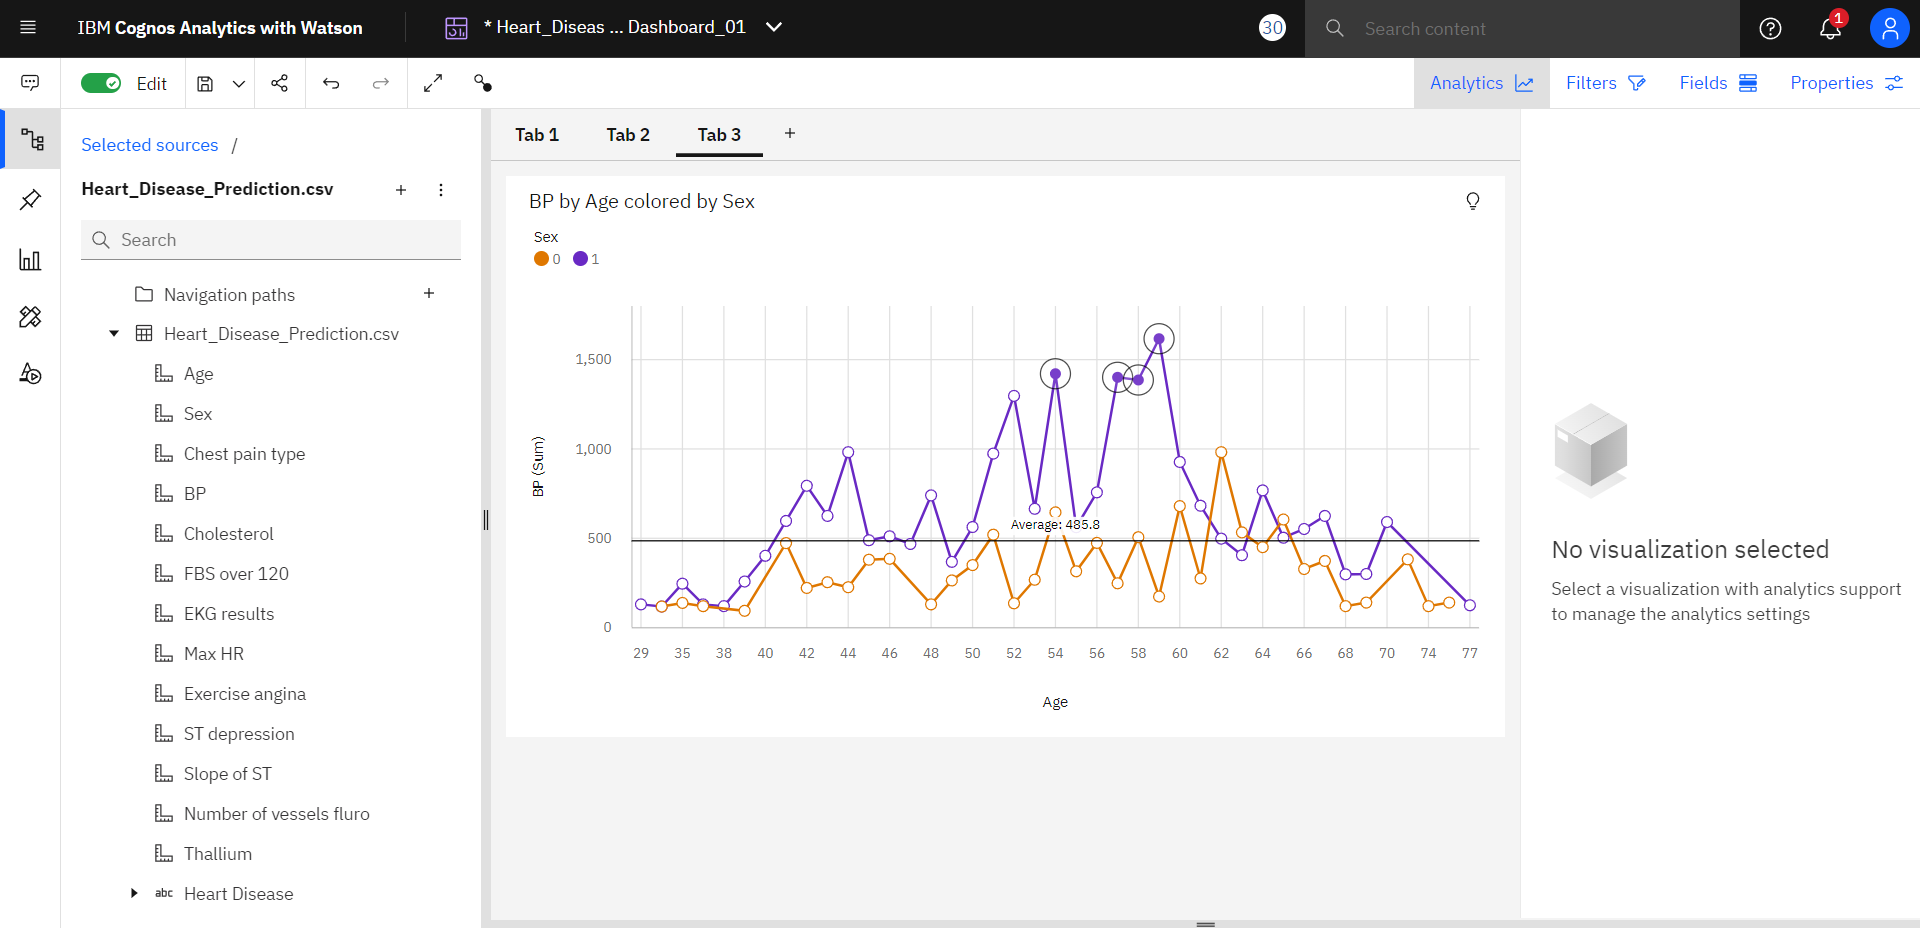 IBM Cognos Analytics with Watson
* Heart_Diseas ... Dashboard_01
30
Search content
1
Edit
Analytics
Filters
Fields
Properties
Selected sources /
Heart_Disease_Prediction.csv
Search
Navigation paths
Heart_Disease_Prediction.csv
Age
Sex
Chest pain type
BP
Cholesterol
FBS over 120
EKG results
Max HR
Exercise angina
ST depression
Slope of ST
Number of vessels fluro
Thallium
abc Heart Disease
Tab 1 Tab 2 Tab 3 +
BP by Age colored by Sex
Sex
0 1
BP (Sum)
1,500
1,000
500
0
Average: 485.8
29 35 38 40 42 44 46 48 50 52 54 56 58 60 62 64 66 68 70 74 77
Age
No visualization selected
Select a visualization with analytics support
to manage the analytics settings